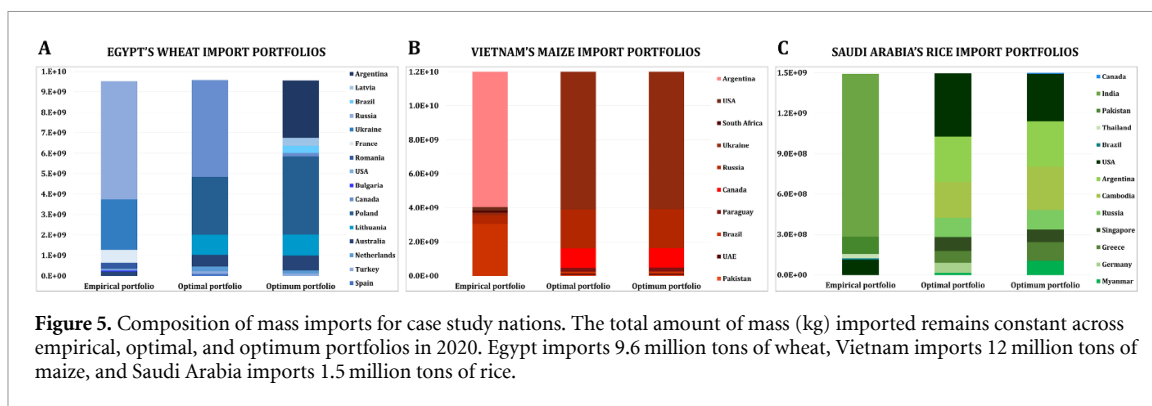 A EGYPT'S WHEAT IMPORT PORTFOLIOS
1.E+10
9.E+09
8.E+09
7.E+09
6.E+09
5.E+09
4.E+09
3.E+09
2.E+09
1.E+09
0.E+00
Empirical portfolio Optimal portfolio Optimum portfolio
Argentina
Latvia
Brazil
Russia
Ukraine
France
Romania
USA
Bulgaria
Canada
Poland
Lithuania
Australia
Netherlands
Turkey
Spain
B VIETNAM'S MAIZE IMPORT PORTFOLIOS
1.2E+10
1.0E+10
8.0E+09
6.0E+09
4.0E+09
2.0E+09
0.0E+00
Empirical portfolio Optimal portfolio Optimum portfolio
Argentina
USA
South Africa
Ukraine
Russia
Canada
Paraguay
Brazil
UAE
Pakistan
C SAUDI ARABIA'S RICE IMPORT PORTFOLIOS
1.5E+09
1.2E+09
9.0E+08
6.0E+08
3.0E+08
0.0E+00
Empirical portfolio Optimal portfolio Optimum portfolio
Canada
India
Pakistan
Thailand
Brazil
USA
Argentina
Cambodia
Russia
Singapore
Greece
Germany
Myanmar
Figure 5. Composition of mass imports for case study nations. The total amount of mass (kg) imported remains constant across
empirical, optimal, and optimum portfolios in 2020. Egypt imports 9.6 million tons of wheat, Vietnam imports 12 million tons of
maize, and Saudi Arabia imports 1.5 million tons of rice.